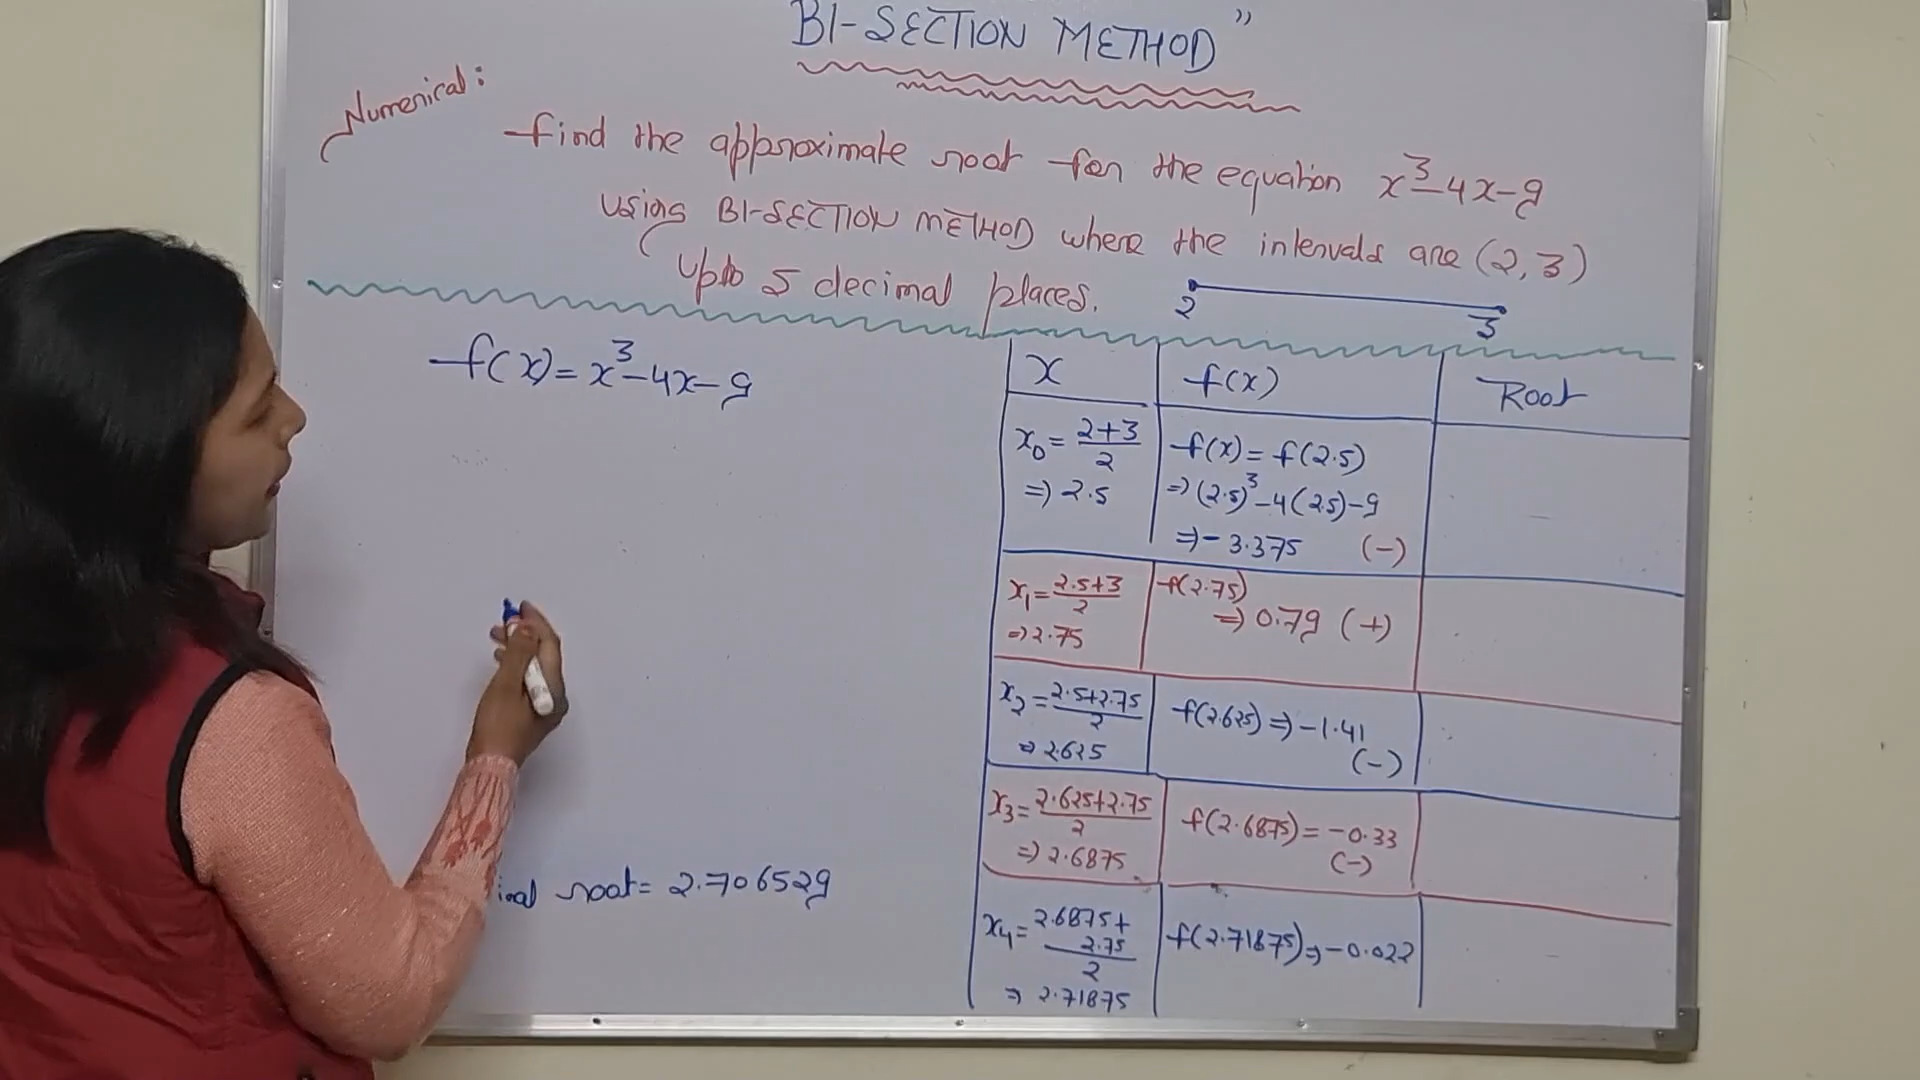 BI-SECTION METHOD"
Numerical:
find the approximate root for the equation x³-4x-9
using BI-SECTION METHOD where the intervals are (2, 3)
upto 5 decimal places.
2 3
f(x) = x³-4x-9
x f(x) Root
x₀ = 2+3/2 f(x) = f(2.5)
⇒ 2.5 ⇒ (2.5)³-4(2.5)-9
⇒ -3.375 (-)
x₁ = 2.5+3/2 f(2.75)
⇒ 2.75 ⇒ 0.79 (+)
x₂ = 2.5+2.75/2 f(2.625) ⇒ -1.41
⇒ 2.625 (-)
x₃ = 2.625+2.75/2 f(2.6875) = -0.33
⇒ 2.6875 (-)
root = 2.706529
x₄ = 2.6875+2.75/2 f(2.71875) ⇒ -0.022
⇒ 2.71875